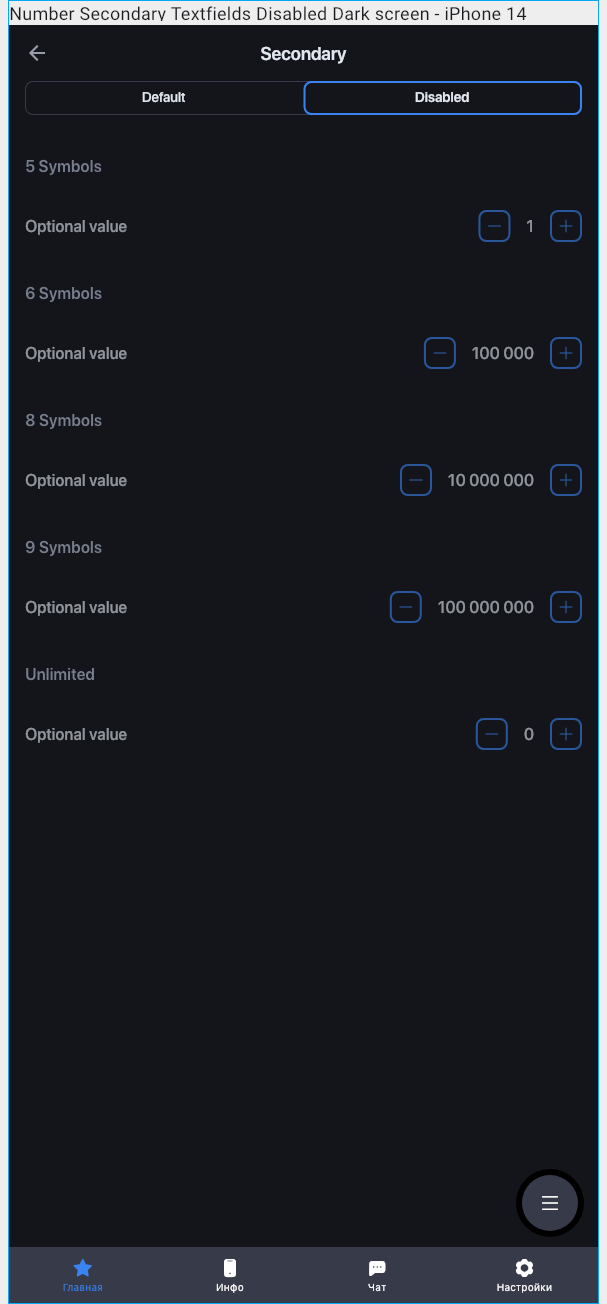 Number Secondary Textfields Disabled Dark screen - iPhone 14
Secondary
Default Disabled
5 Symbols
Optional value 1
6 Symbols
Optional value 100 000
8 Symbols
Optional value 10 000 000
9 Symbols
Optional value 100 000 000
Unlimited
Optional value 0
Главная Инфо Чат Настройки